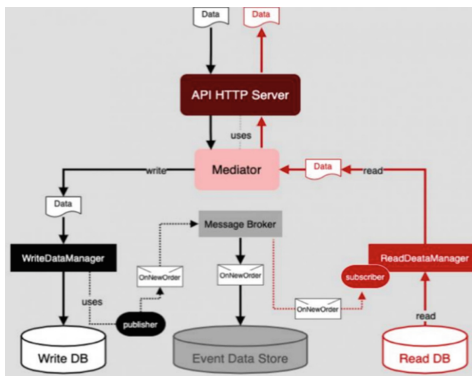 Data
Data
API HTTP Server
uses
Mediator
write
Data
read
Data
Message Broker
WriteDataManager
OnNewOrder
OnNewOrder
ReadDeataManager
subscriber
uses
publisher
OnNewOrder
read
Write DB
Event Data Store
Read DB